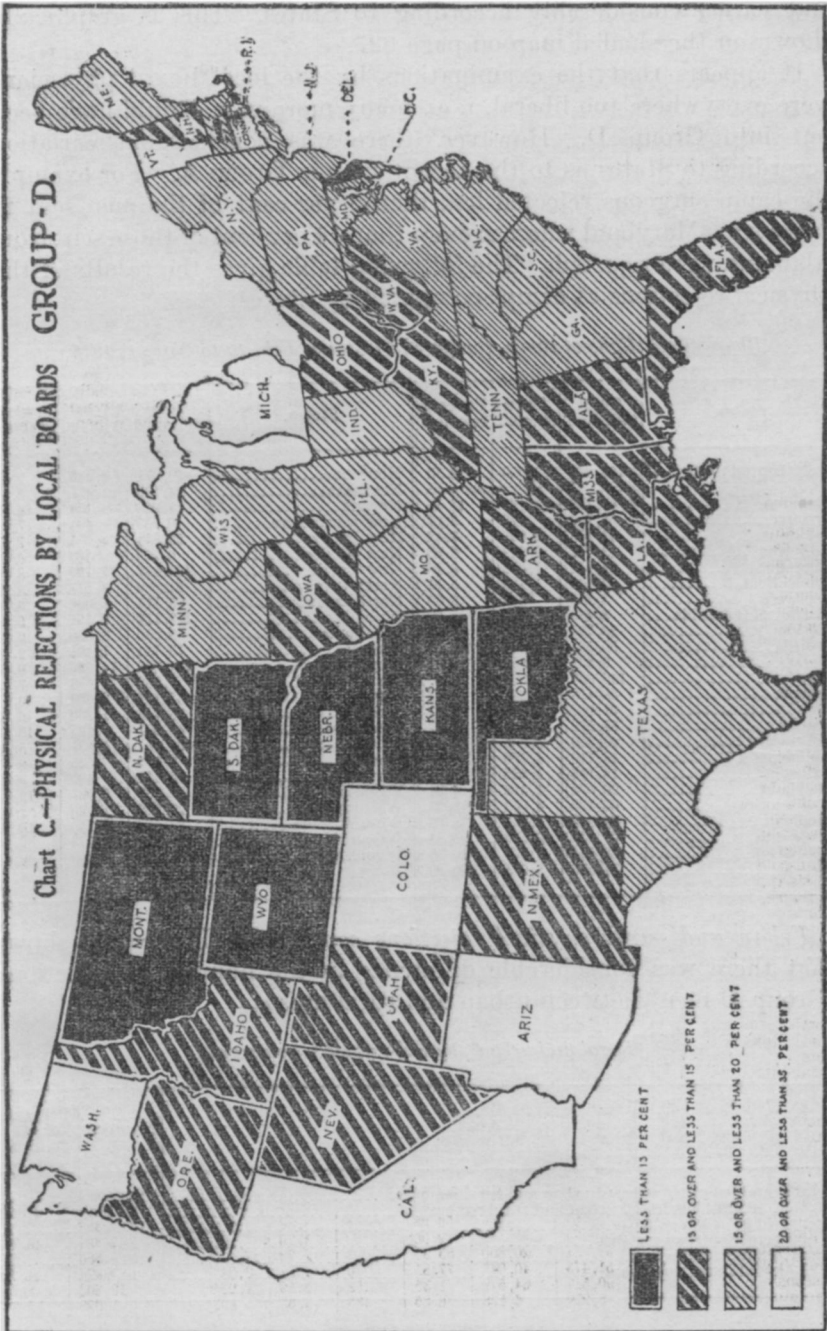 Chart C.—PHYSICAL REJECTIONS BY LOCAL BOARDS GROUP-D.
WASH.
MONT.
N. DAK.
MINN.
WIS.
MICH.
ME.
VT.
N.H.
R.I.
N.Y.
ORE.
IDAHO
WYO
S. DAK.
IOWA
ILL.
IND.
OHIO
PA.
N.J.
DEL.
MD.
D.C.
NEV.
UTAH
COLO.
NEBR.
KANS
MO
KY.
W.VA
VA.
CAL.
ARIZ
N.MEX.
OKLA
ARK
TENN.
N.C.
S.C.
TEXAS
LA.
MISS
ALA
GA.
FLA.
LESS THAN 13 PER CENT
13 OR OVER AND LESS THAN 15 PER CENT
15 OR OVER AND LESS THAN 20 PER CENT
20 OR OVER AND LESS THAN 35 PER CENT